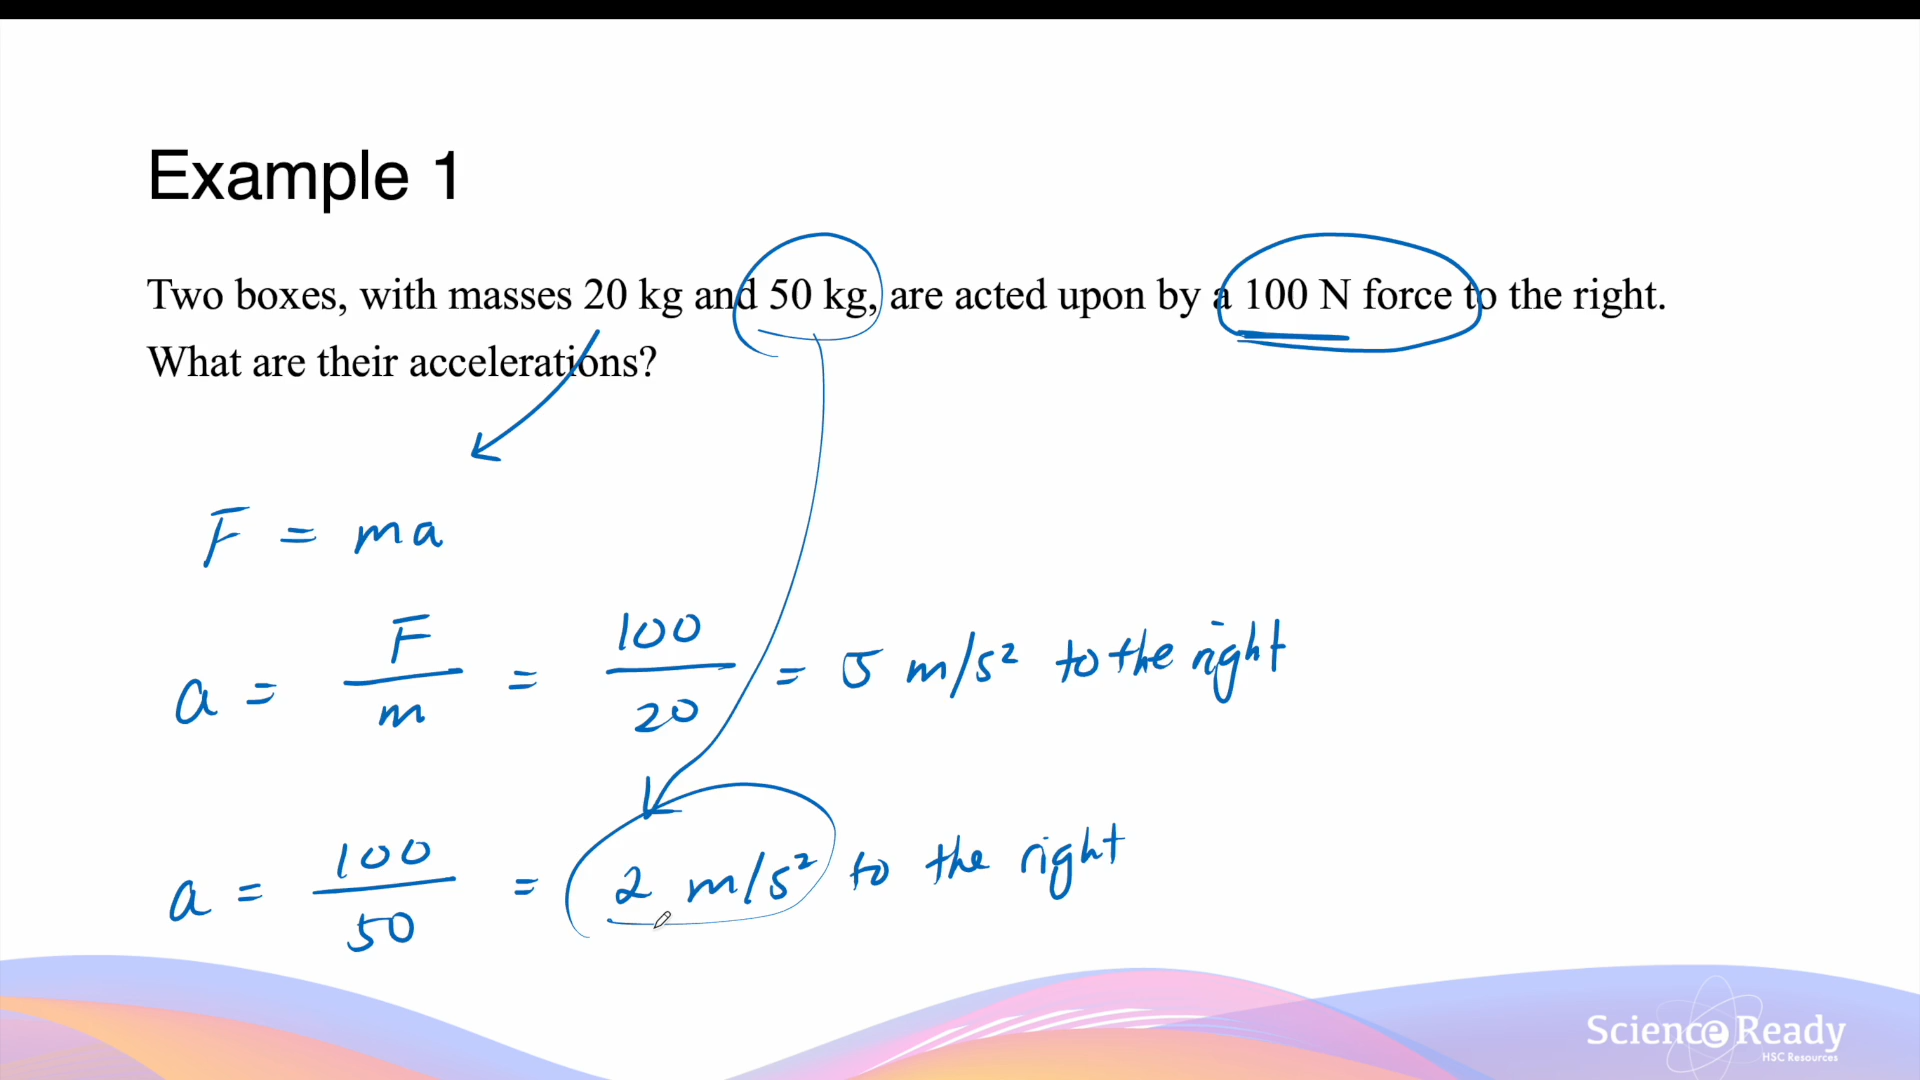 Example 1
Two boxes, with masses 20 kg and 50 kg, are acted upon by a 100 N force to the right.
What are their accelerations?
F = ma
a = F/m = 100/20 = 5 m/s² to the right
a = 100/50 = 2 m/s² to the right
Science Ready
HSC Resources